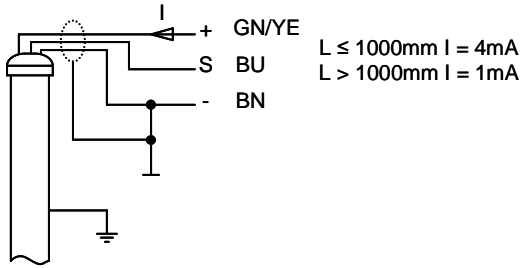 I
+ GN/YE
S BU
- BN
L ≤ 1000mm I = 4mA
L > 1000mm I = 1mA